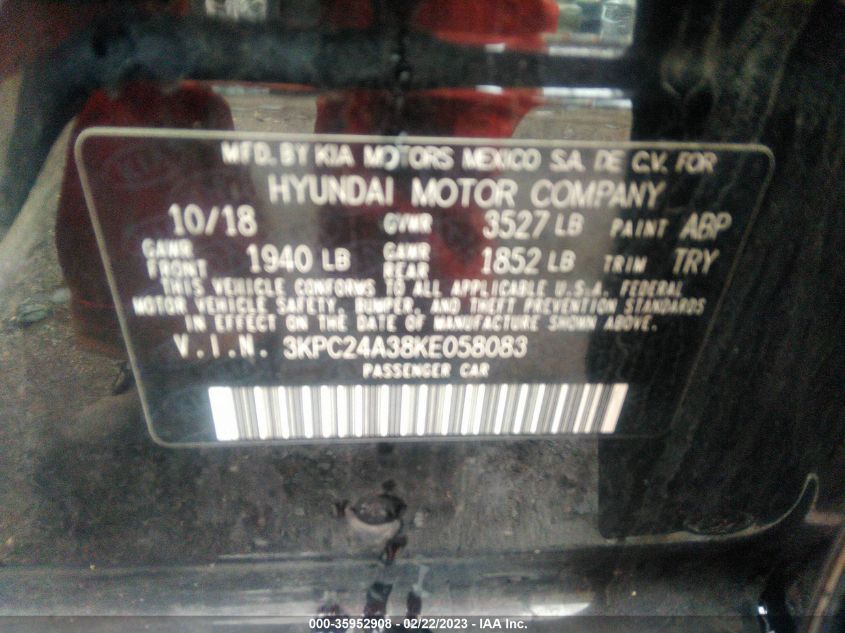 MFD. BY KIA MOTORS MEXICO S.A. DE C.V. FOR
HYUNDAI MOTOR COMPANY
10/18 GVWR 3527 LB PAINT ABP
GAWR FRONT 1940 LB GAWR REAR 1852 LB TRIM TRY
THIS VEHICLE CONFORMS TO ALL APPLICABLE U.S.A. FEDERAL
MOTOR VEHICLE SAFETY, BUMPER, AND THEFT PREVENTION STANDARDS
IN EFFECT ON THE DATE OF MANUFACTURE SHOWN ABOVE.
V.I.N. 3KPC24A38KE058083
PASSENGER CAR
000-35952908 - 02/22/2023 - IAA Inc.